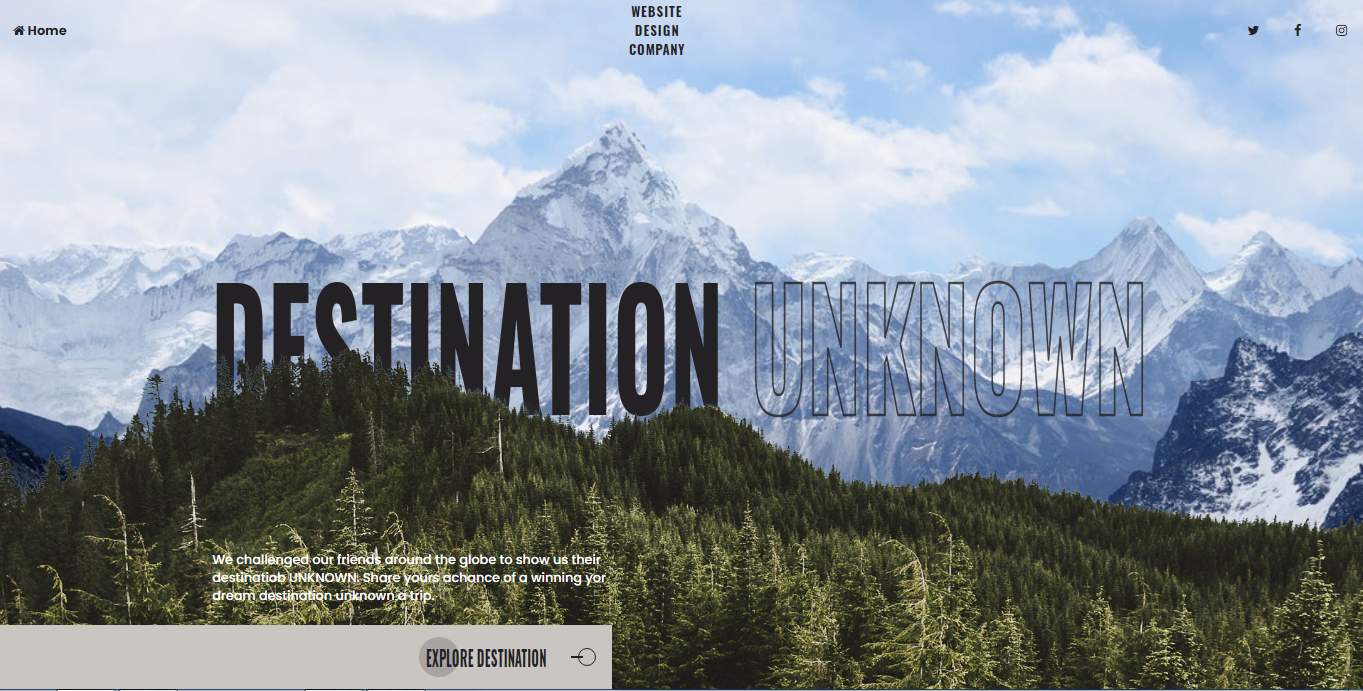 Home
WEBSITE
DESIGN
COMPANY
DESTINATION UNKNOWN
We challenged our friends around the globe to show us their
destinatiob UNKNOWN. Share yours achance of a winning yor
dream destination unknown a trip.
EXPLORE DESTINATION